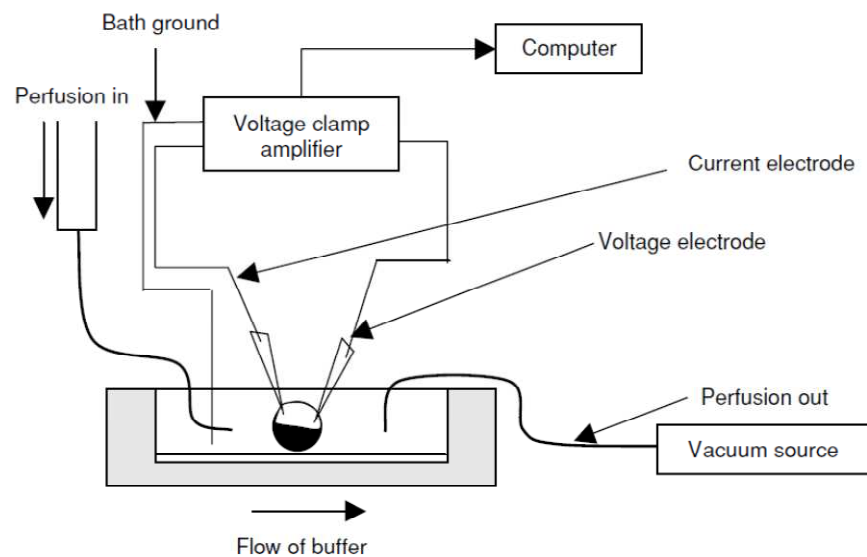 Bath ground
Computer
Perfusion in
Voltage clamp
amplifier
Current electrode
Voltage electrode
Perfusion out
Vacuum source
Flow of buffer